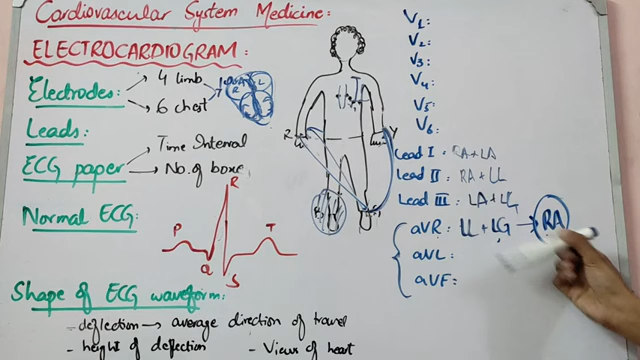 Cardiovascular System Medicine:
ELECTROCARDIOGRAM:
Electrodes:
4 limb
6 chest
R L
Leads
ECG paper
Time Interval
No. of boxes
Normal ECG:
P Q R S T
Shape of ECG waveform:
- deflection → average direction of travel
- height of deflection - Views of heart
R Y
B G
V1:
V2:
V3:
V4:
V5:
V6:
Lead I: RA+LA
Lead II: RA+LL
Lead III: LA+LL
aVR: LL+LG → RA
aVL:
aVF: